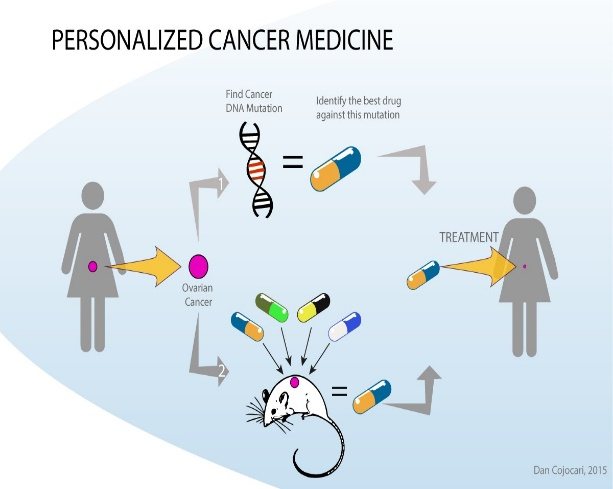 PERSONALIZED CANCER MEDICINE
Find Cancer
DNA Mutation
Identify the best drug
against this mutation
1
=
TREATMENT
Ovarian
Cancer
2
=
Dan Cojocari, 2015